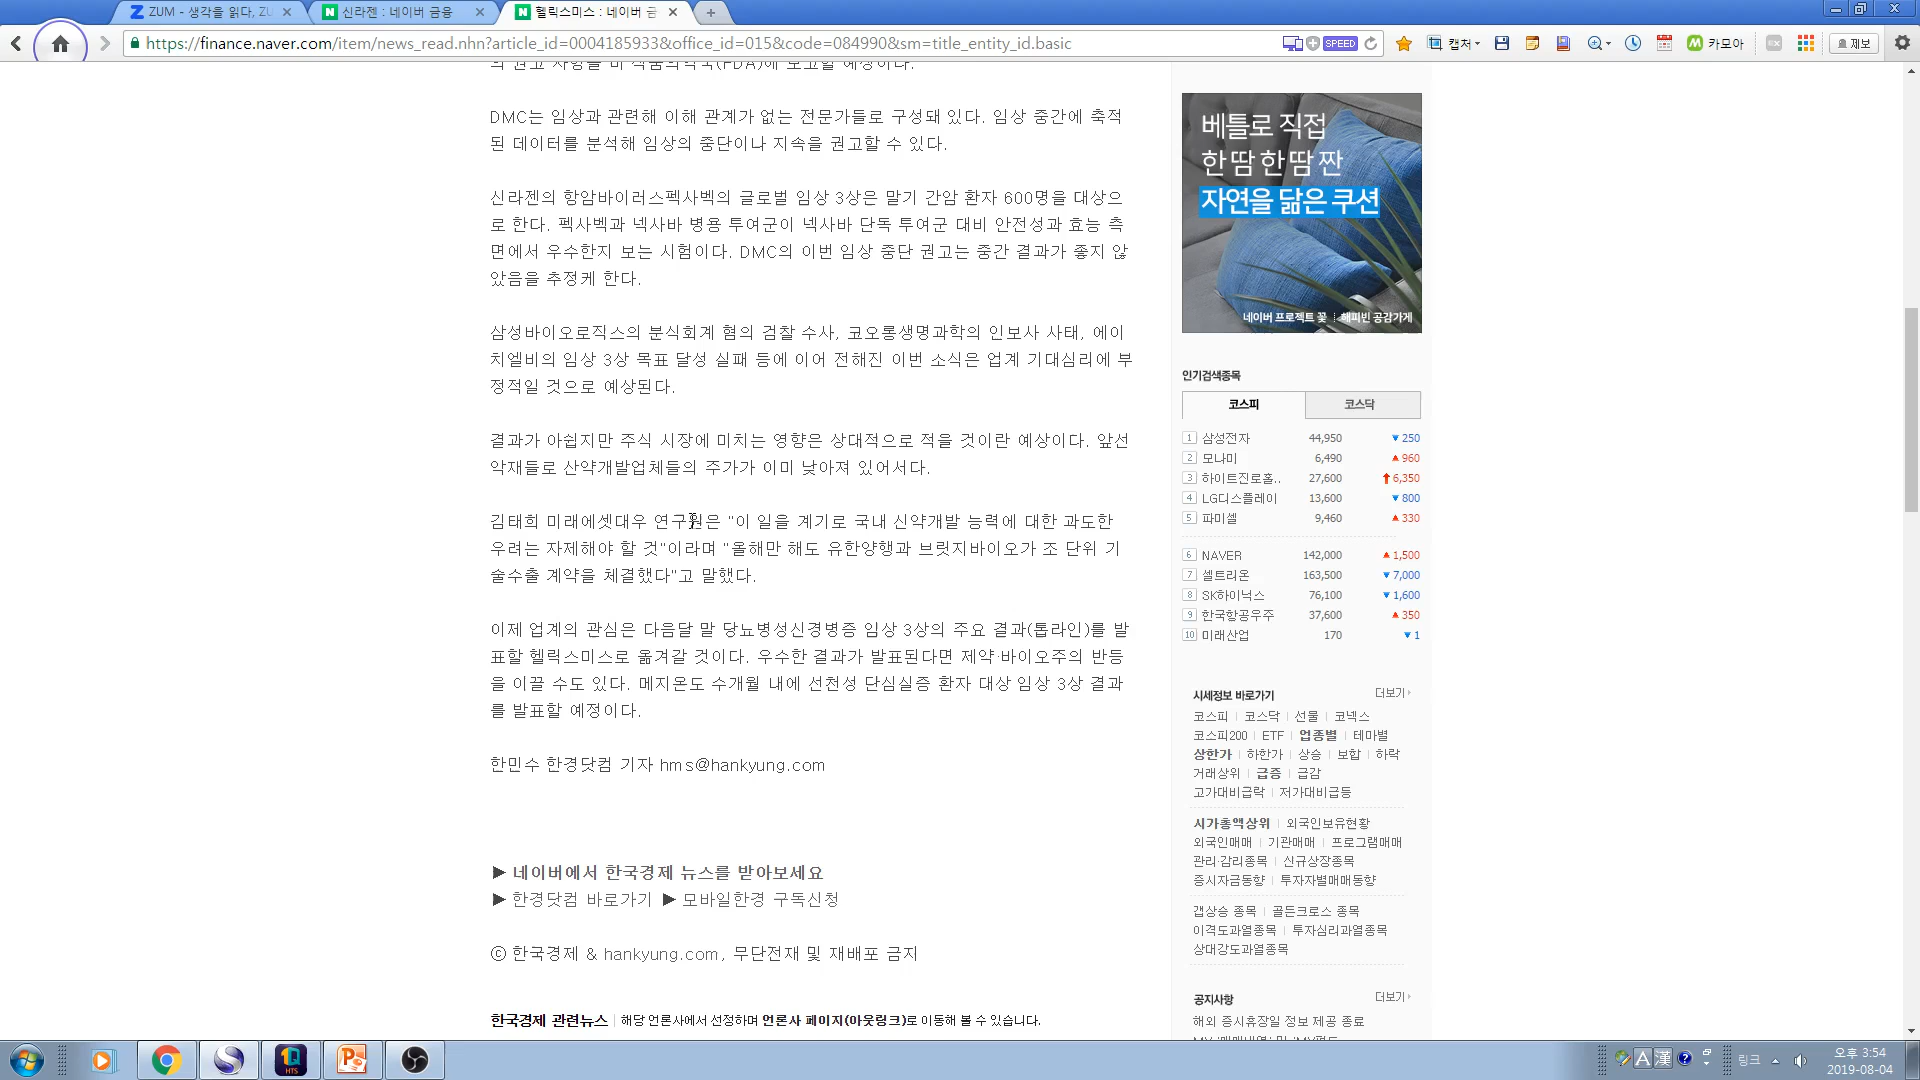 ZUM - 생각을 읽다, ZU
신라젠 : 네이버 금융
헬릭스미스 : 네이버 금
https://finance.naver.com/item/news_read.nhn?article_id=0004185933&office_id=015&code=084990&sm=title_entity_id.basic
SPEED
캡처
카모아
제보
의 권고 사항을 미 식품의약국(FDA)에 보고할 예정이다.
DMC는 임상과 관련해 이해 관계가 없는 전문가들로 구성돼 있다. 임상 중간에 축적
된 데이터를 분석해 임상의 중단이나 지속을 권고할 수 있다.
신라젠의 항암바이러스펙사벡의 글로벌 임상 3상은 말기 간암 환자 600명을 대상으
로 한다. 펙사벡과 넥사바 병용 투여군이 넥사바 단독 투여군 대비 안전성과 효능 측
면에서 우수한지 보는 시험이다. DMC의 이번 임상 중단 권고는 중간 결과가 좋지 않
았음을 추정케 한다.
삼성바이오로직스의 분식회계 혐의 검찰 수사, 코오롱생명과학의 인보사 사태, 에이
치엘비의 임상 3상 목표 달성 실패 등에 이어 전해진 이번 소식은 업계 기대심리에 부
정적일 것으로 예상된다.
결과가 아쉽지만 주식 시장에 미치는 영향은 상대적으로 적을 것이란 예상이다. 앞선
악재들로 산약개발업체들의 주가가 이미 낮아져 있어서다.
김태희 미래에셋대우 연구원은 "이 일을 계기로 국내 신약개발 능력에 대한 과도한
우려는 자제해야 할 것"이라며 "올해만 해도 유한양행과 브릿지바이오가 조 단위 기
술수출 계약을 체결했다"고 말했다.
이제 업계의 관심은 다음달 말 당뇨병성신경병증 임상 3상의 주요 결과(톱라인)를 발
표할 헬릭스미스로 옮겨갈 것이다. 우수한 결과가 발표된다면 제약·바이오주의 반등
을 이끌 수도 있다. 메지온도 수개월 내에 선천성 단심실증 환자 대상 임상 3상 결과
를 발표할 예정이다.
한민수 한경닷컴 기자 hms@hankyung.com
▶ 네이버에서 한국경제 뉴스를 받아보세요
▶ 한경닷컴 바로가기 ▶ 모바일한경 구독신청
ⓒ 한국경제 & hankyung.com, 무단전재 및 재배포 금지
한국경제 관련뉴스 | 해당 언론사에서 선정하며 언론사 페이지(아웃링크)로 이동해 볼 수 있습니다.
베틀로 직접
한 땀 한 땀 짠
자연을 닮은 쿠션
네이버 프로젝트 꽃 | 해피빈 공감가게
인기검색종목
코스피 코스닥
1 삼성전자 44,950 ▼250
2 모나미 6,490 ▲960
3 하이트진로홀.. 27,600 ↑6,350
4 LG디스플레이 13,600 ▼800
5 파미셀 9,460 ▲330
6 NAVER 142,000 ▲1,500
7 셀트리온 163,500 ▼7,000
8 SK하이닉스 76,100 ▼1,600
9 한국항공우주 37,600 ▲350
10 미래산업 170 ▼1
시세정보 바로가기 더보기
코스피 | 코스닥 | 선물 | 코넥스
코스피200 | ETF | 업종별 | 테마별
상한가 | 하한가 | 상승 | 보합 | 하락
거래상위 | 급증 | 급감
고가대비급락 | 저가대비급등
시가총액상위 | 외국인보유현황
외국인매매 | 기관매매 | 프로그램매매
관리·감리종목 | 신규상장종목
증시자금동향 | 투자자별매매동향
갭상승 종목 | 골든크로스 종목
이격도과열종목 | 투자심리과열종목
상대강도과열종목
공지사항 더보기
해외 증시휴장일 정보 제공 종료
1Q
HTS
A 漢
링크
오후 3:54
2019-08-04